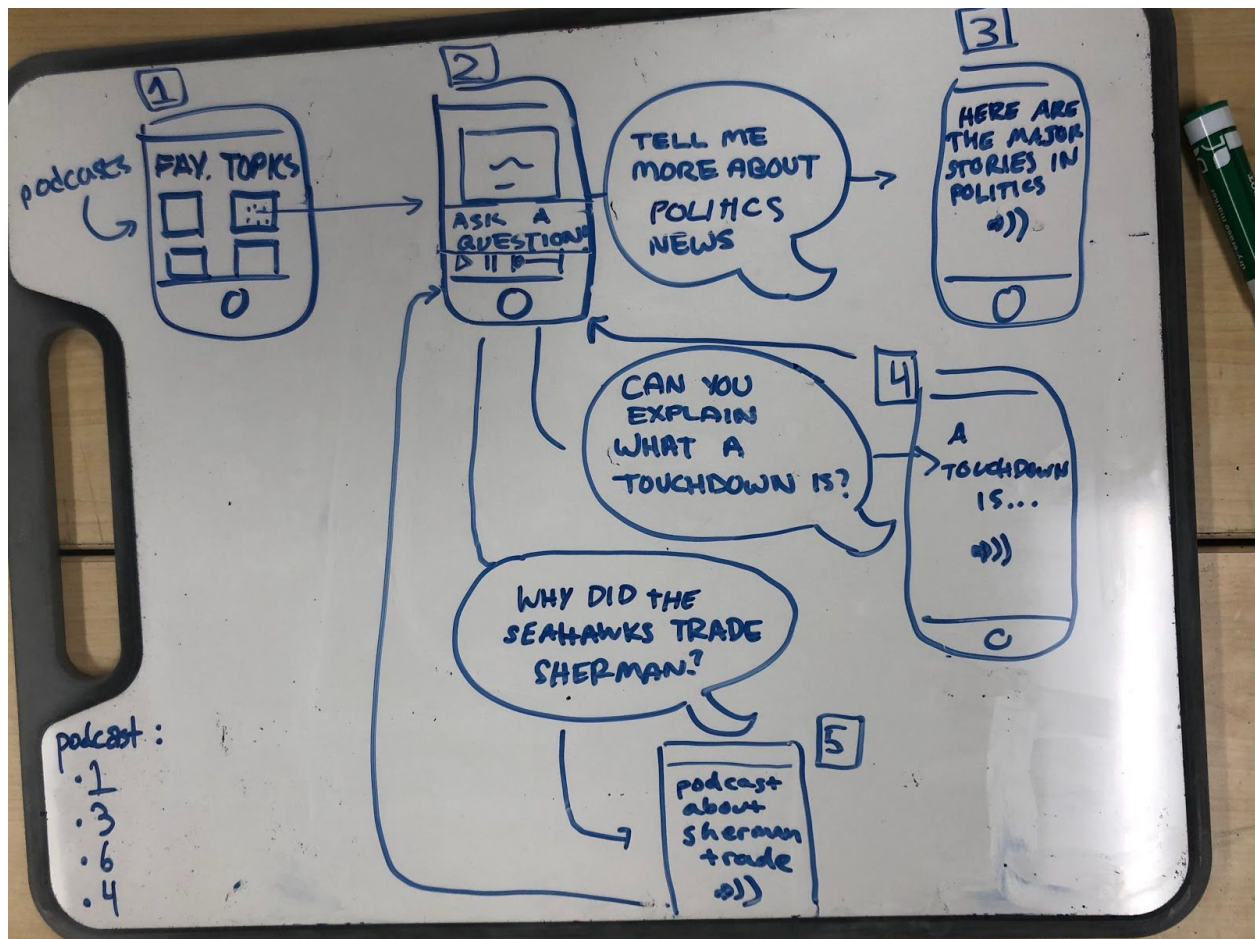 1
podcasts
FAV. TOPICS
2
ASK A
QUESTION
TELL ME
MORE ABOUT
POLITICS
NEWS
3
HERE ARE
THE MAJOR
STORIES IN
POLITICS
CAN YOU
EXPLAIN
WHAT A
TOUCHDOWN IS?
4
A
TOUCHDOWN
IS...
WHY DID THE
SEAHAWKS TRADE
SHERMAN?
5
podcast
about
sherman
trade
podcast:
• 1
• 3
• 6
• 4